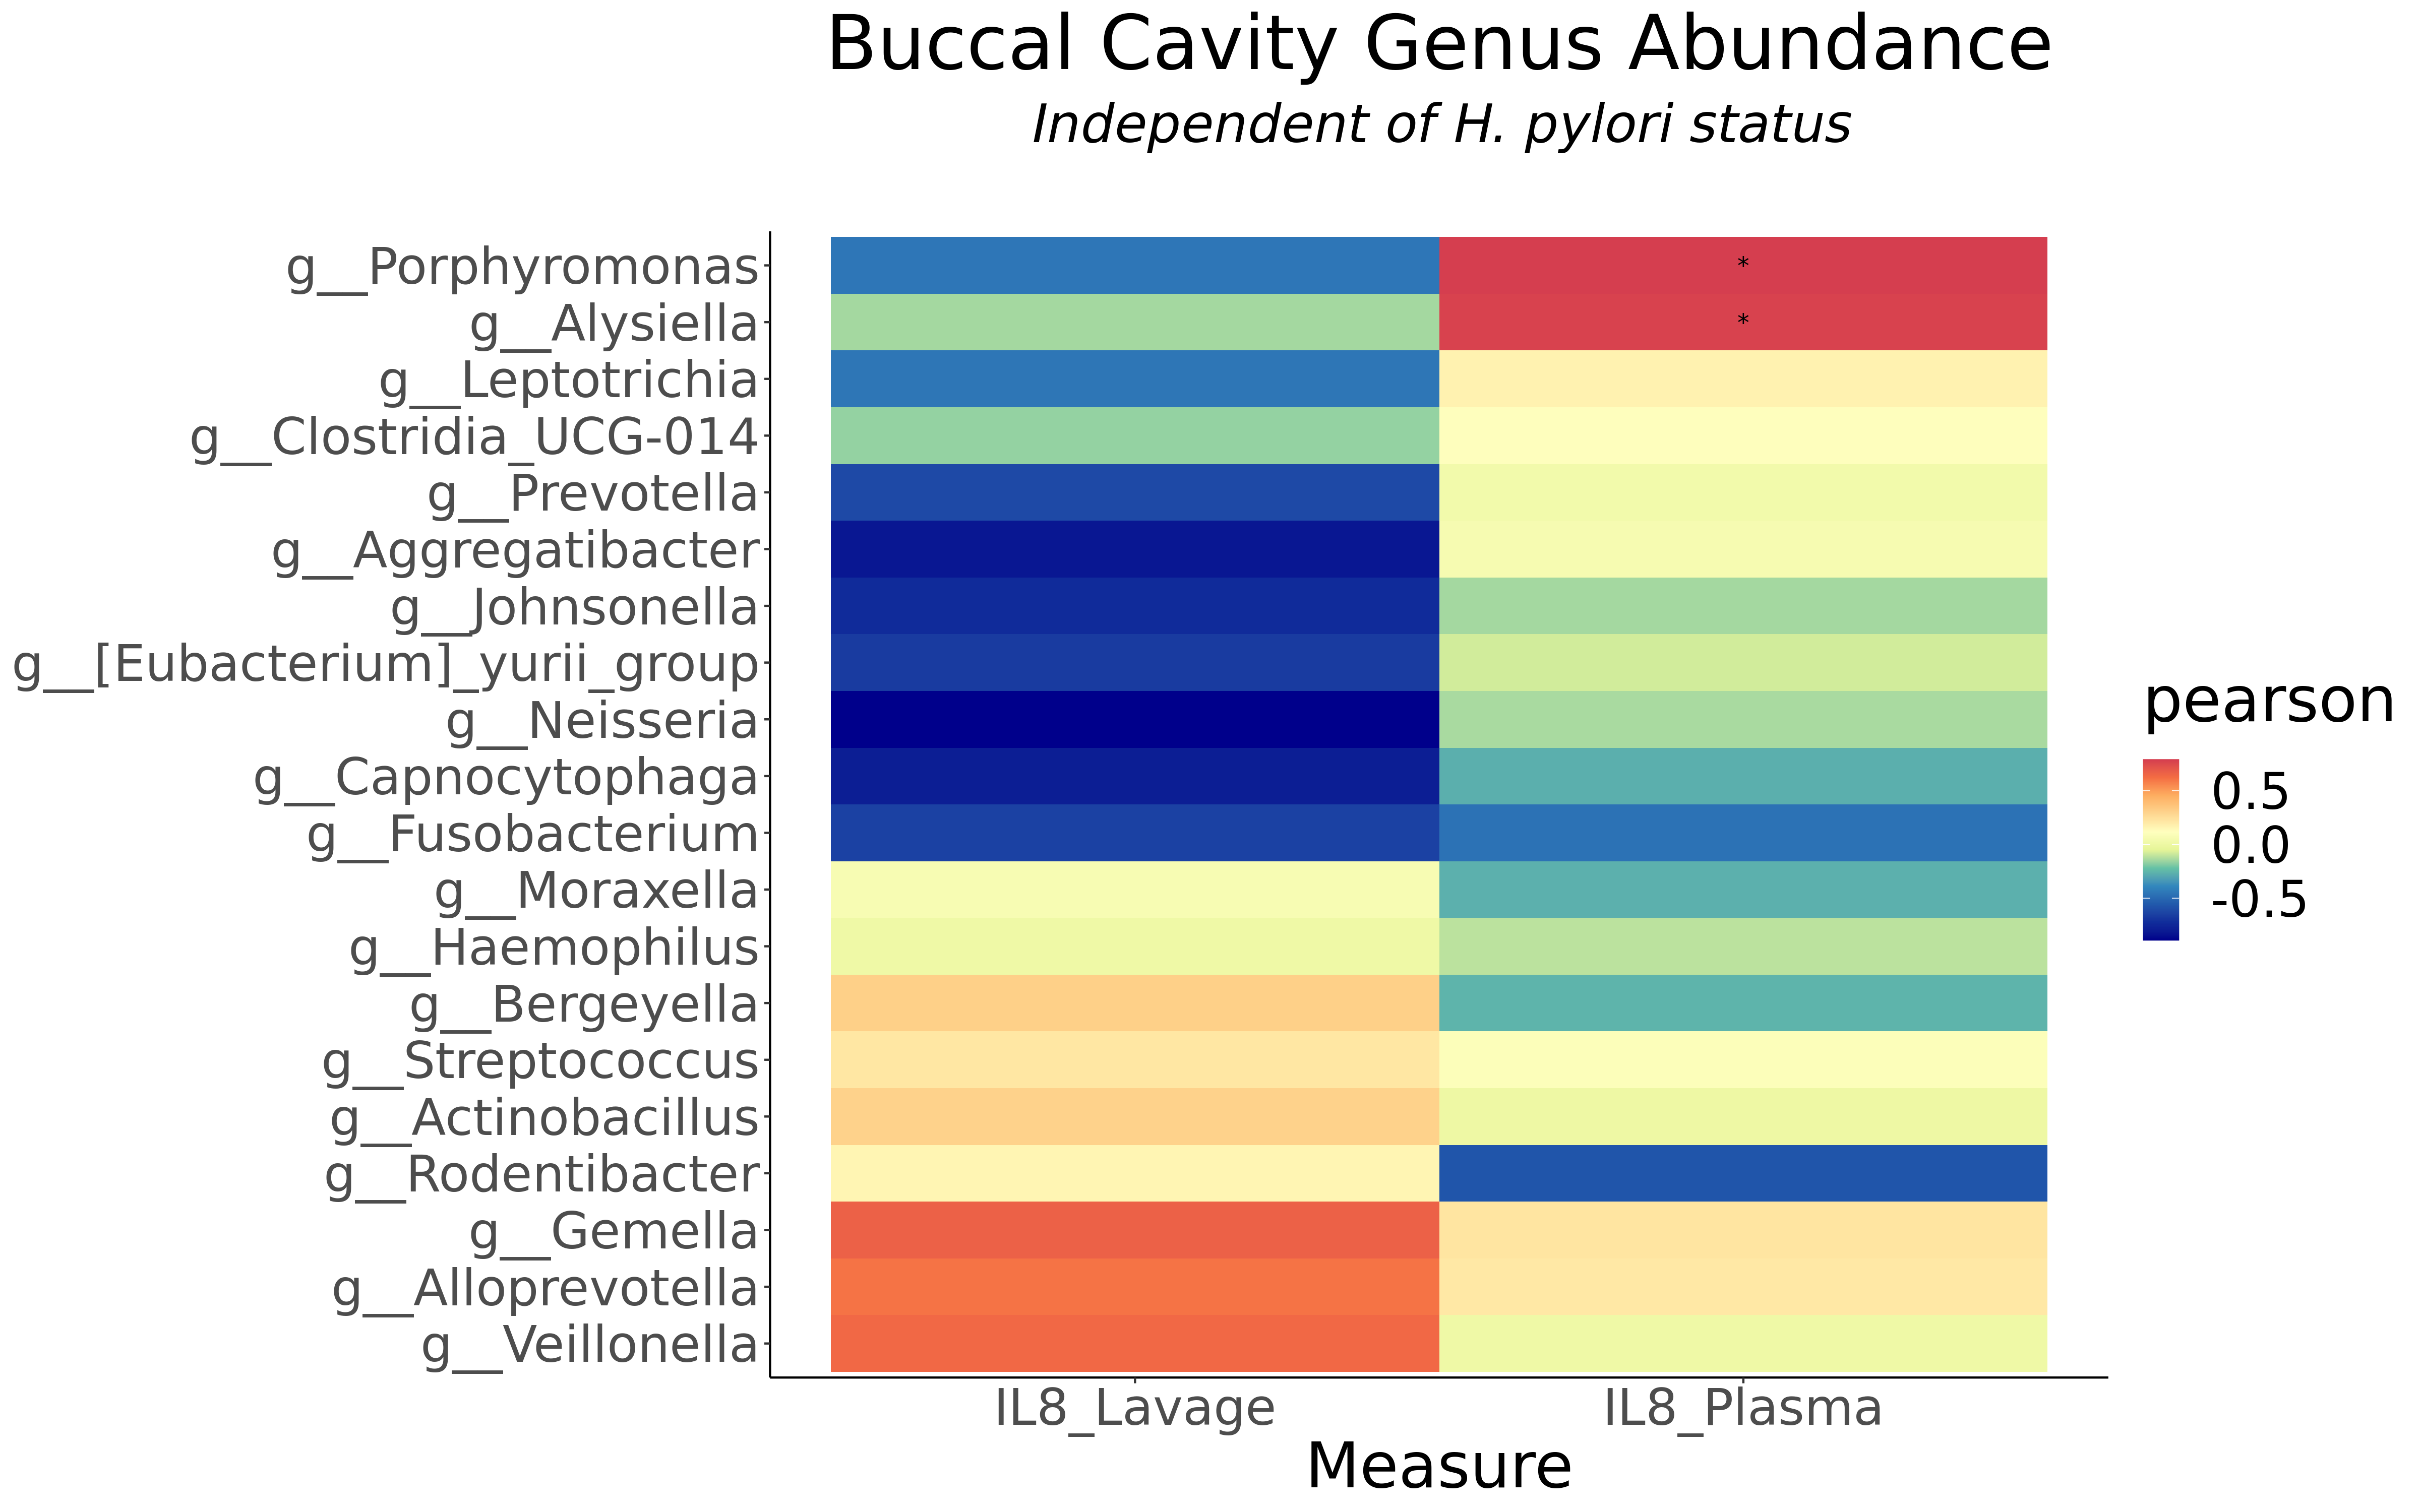 Buccal Cavity Genus Abundance
Independent of H. pylori status
g__Porphyromonas
*
g__Alysiella
*
g__Leptotrichia
g__Clostridia_UCG-014
g__Prevotella
g__Aggregatibacter
g__Johnsonella
g__[Eubacterium]_yurii_group
g__Neisseria
g__Capnocytophaga
g__Fusobacterium
g__Moraxella
g__Haemophilus
g__Bergeyella
g__Streptococcus
g__Actinobacillus
g__Rodentibacter
g__Gemella
g__Alloprevotella
g__Veillonella
IL8_Lavage
IL8_Plasma
Measure
pearson
0.5
0.0
-0.5